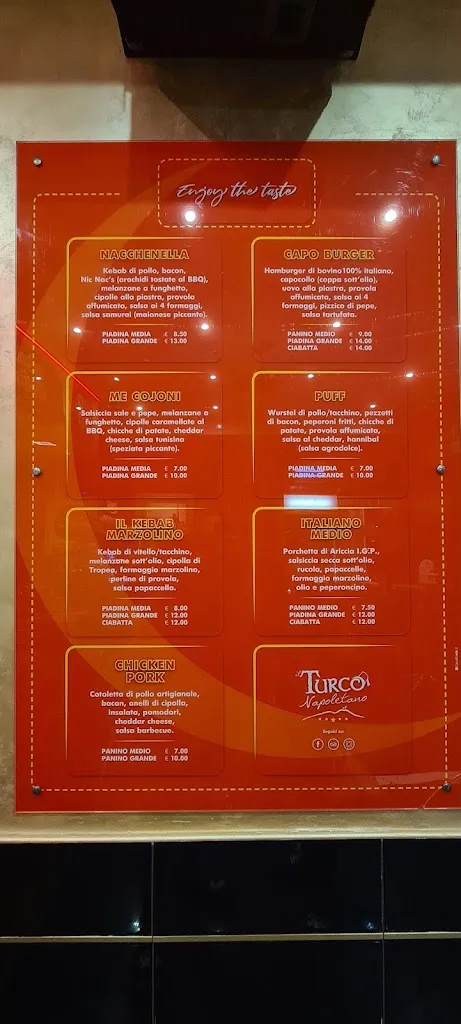 Enjoy the taste
NACCHENELLA
Kebab di pollo, bacon,
Nic Nac's (arachidi tostate al BBQ),
melanzane a funghetto,
cipolle alla piastra, provola
affumicata, salsa ai 4 formaggi,
salsa samurai (maionese piccante).
PIADINA MEDIA € 8.50
PIADINA GRANDE € 13.00
CAPO BURGER
Hamburger di bovino100% italiano,
capocollo (coppa sott'olio),
uovo alla piastra, provola
affumicata, salsa ai 4
formaggi, pizzico di pepe,
salsa tartufata.
PANINO MEDIO € 9.00
PIADINA GRANDE € 14.00
CIABATTA € 14.00
ME COJONI
Salsiccia sale e pepe, melanzane a
funghetto, cipolle caramellate al
BBQ, chicche di patate, cheddar
cheese, salsa tunisina
(speziata piccante).
PIADINA MEDIA € 7.00
PIADINA GRANDE € 10.00
PUFF
Wurstel di pollo/tacchino, pezzetti
di bacon, peperoni fritti, chicche di
patate, provola affumicata,
salsa al cheddar, hannibal
(salsa agrodolce).
PIADINA MEDIA € 7.00
PIADINA GRANDE € 10.00
IL KEBAB
MARZOLINO
Kebab di vitello/tacchino,
melanzane sott'olio, cipolla di
Tropea, formaggio marzolino,
perline di provola,
salsa papaccella.
PIADINA MEDIA € 8.00
PIADINA GRANDE € 12.00
CIABATTA € 12.00
ITALIANO
MEDIO
Porchetta di Ariccia I.G.P.,
salsiccia secca sott'olio,
rucola, papaccelle,
formaggio marzolino,
olio e peperoncino.
PANINO MEDIO € 7.50
PIADINA GRANDE € 12.00
CIABATTA € 12.00
CHICKEN
PORK
Cotoletta di pollo artigianale,
bacon, anelli di cipolla,
insalata, pomodori,
cheddar cheese,
salsa barbecue.
PANINO MEDIO € 7.00
PANINO GRANDE € 10.00
IL TURCO
Napoletano
Seguici su: